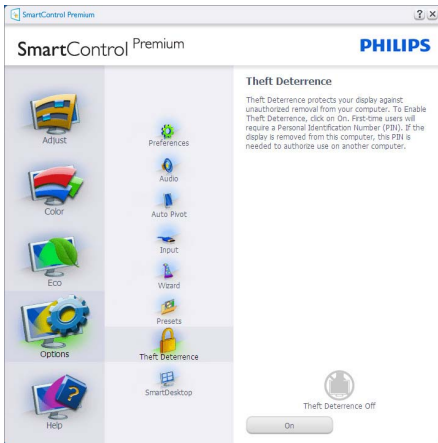 SmartControl Premium
SmartControl Premium
PHILIPS
Adjust
Color
Eco
Options
Help
Preferences
Audio
Auto Pivot
Input
Wizard
Presets
Theft Deterrence
SmartDesktop
Theft Deterrence
Theft Deterrence protects your display against
unauthorized removal from your computer. To Enable
Theft Deterrence, click on On. First-time users will
require a Personal Identification Number (PIN). If the
display is removed from this computer, this PIN is
needed to authorize use on another computer.
Theft Deterrence Off
On